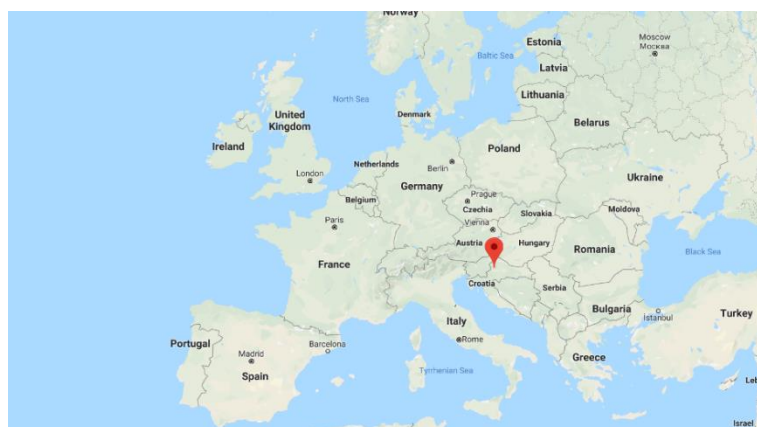 Norway
Estonia
Moscow
Москва
Baltic Sea
Latvia
North Sea
Lithuania
Denmark
United
Kingdom
Belarus
Ireland
Poland
Netherlands
Berlin
London
Germany
Ukraine
Belgium
Prague
Czechia
Slovakia
Moldova
Paris
Vienna
Austria
Hungary
Romania
Black Sea
France
Croatia
Serbia
Bulgaria
Italy
Istanbul
Turkey
Portugal
Barcelona
Rome
Madrid
Spain
Greece
Tyrrhenian Sea
Leb
Israel